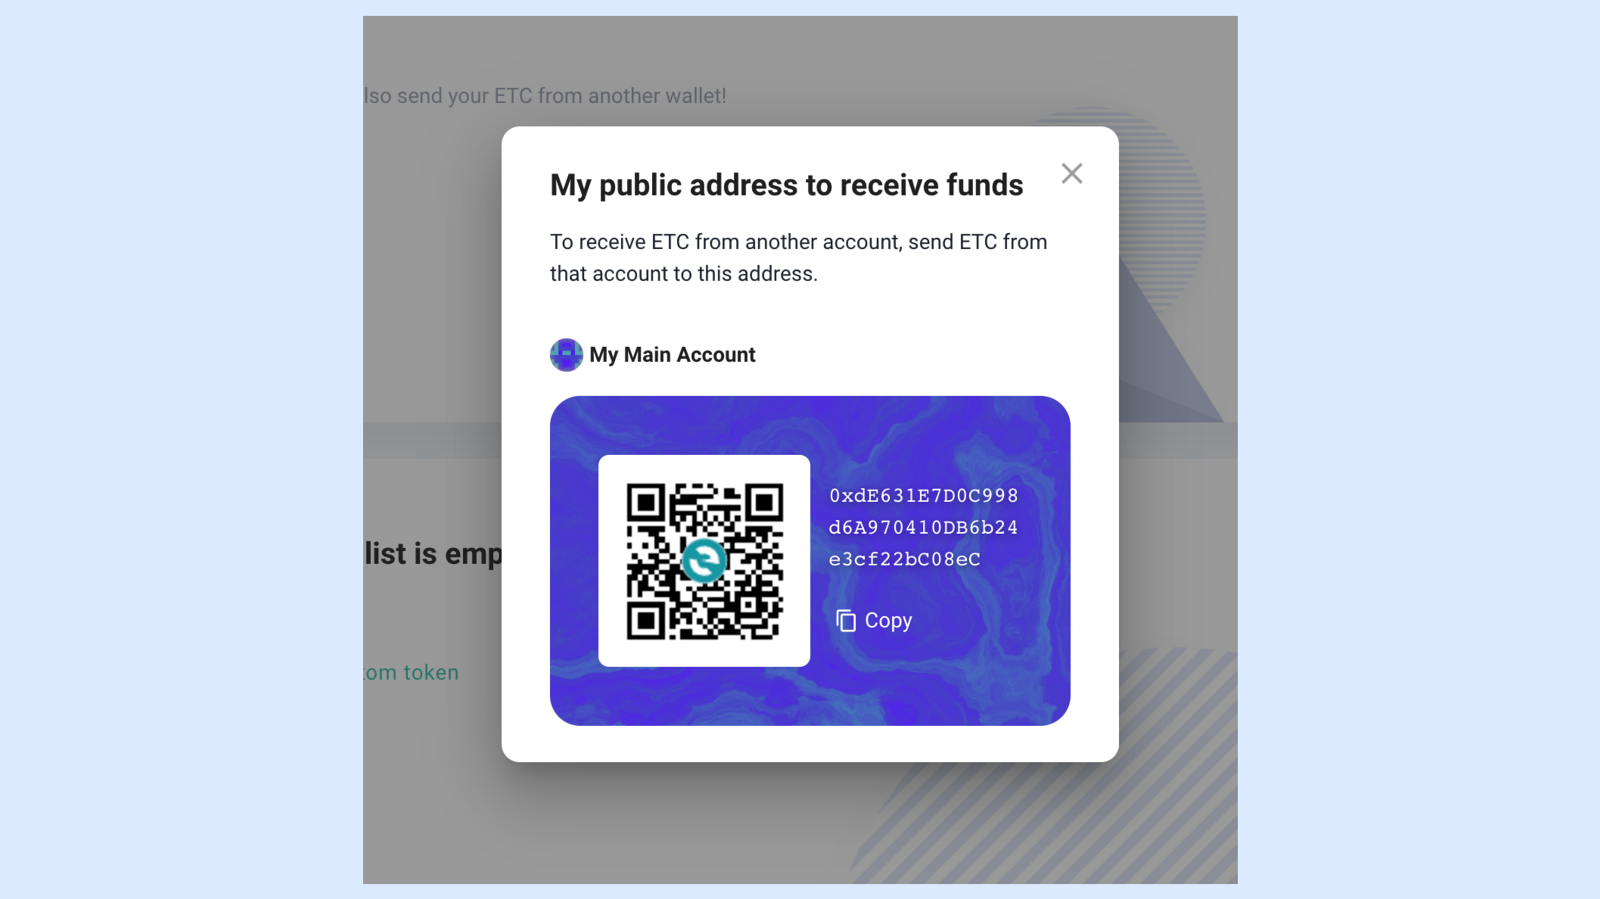 lso send your ETC from another wallet!
My public address to receive funds
To receive ETC from another account, send ETC from
that account to this address.
My Main Account
0xdE631E7D0C998
d6A970410DB6b24
e3cf22bC08eC
Copy
list is emp
tom token